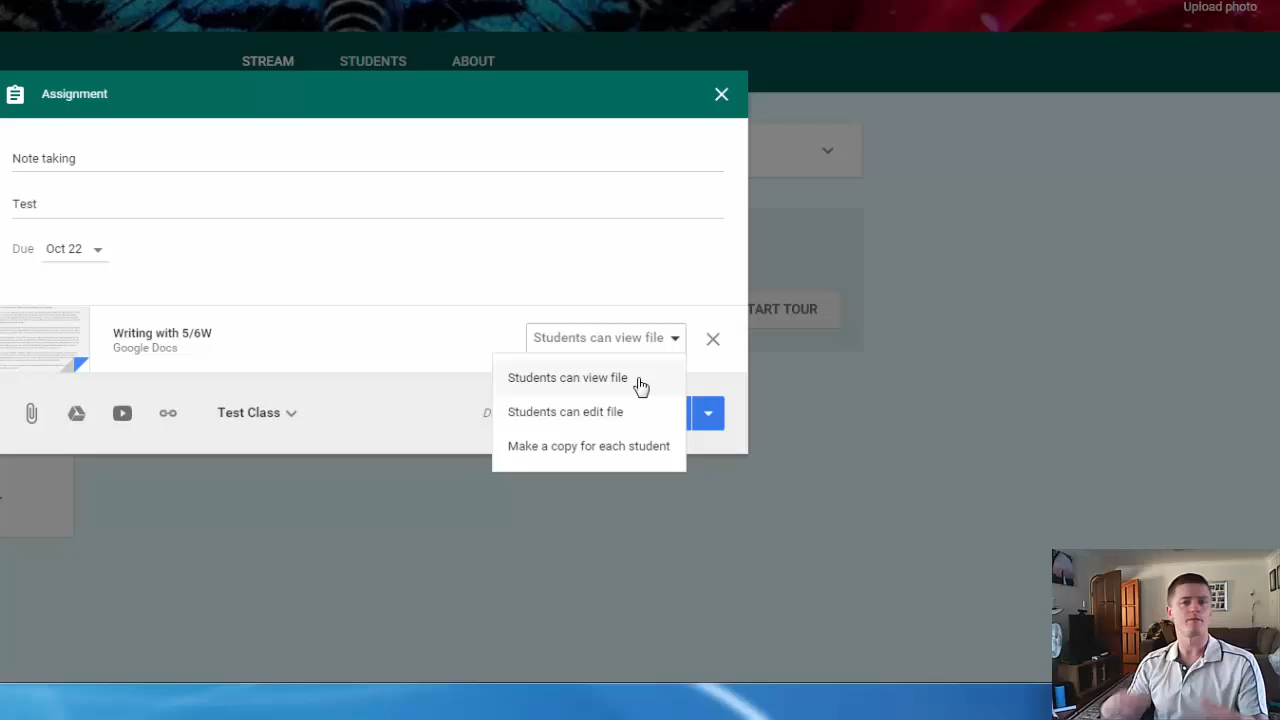 Upload photo
STREAM STUDENTS ABOUT
Assignment
Note taking
Test
Due Oct 22
START TOUR
Writing with 5/6W
Google Docs
Students can view file
Students can view file
Students can edit file
Make a copy for each student
Test Class